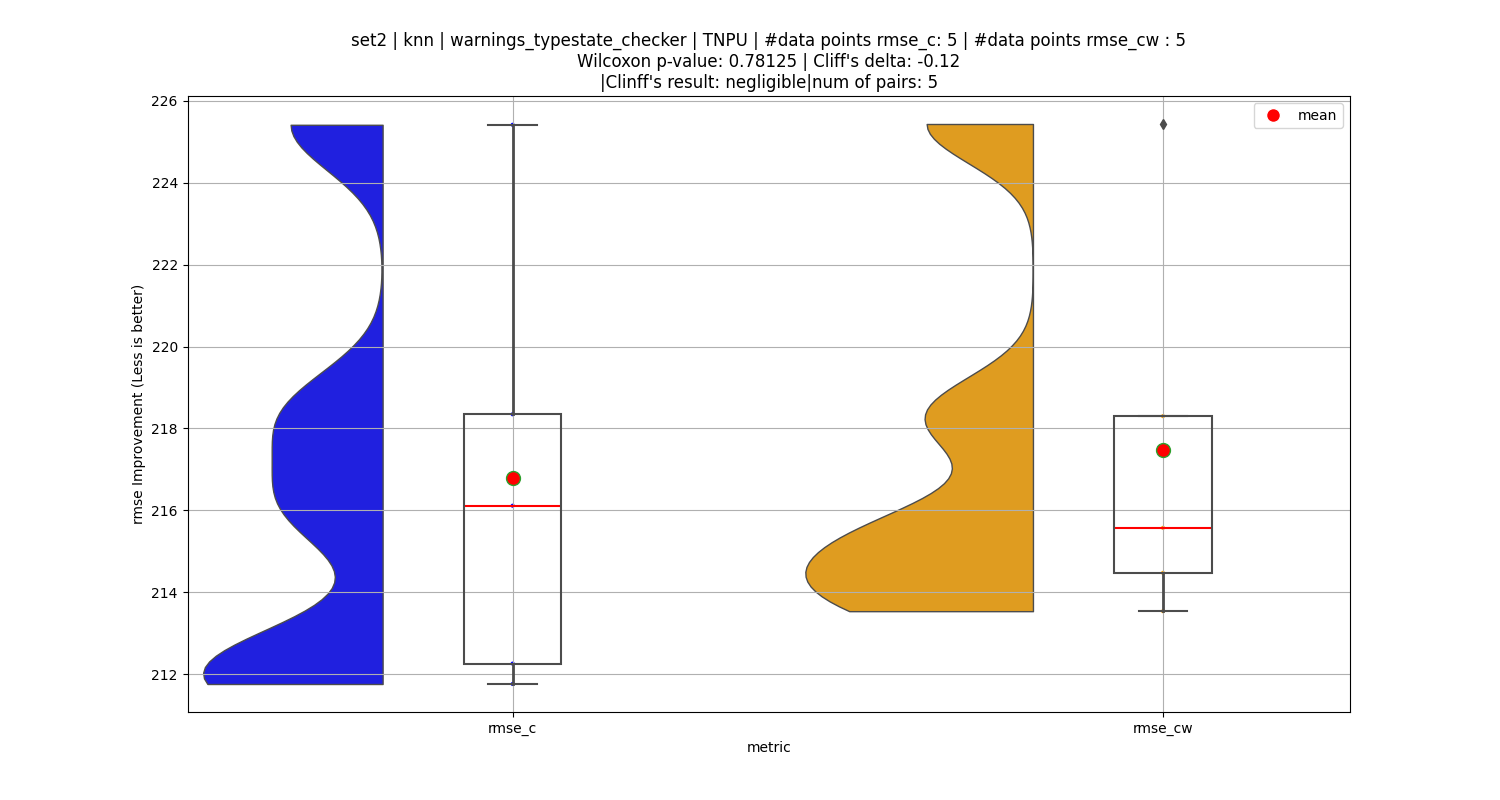 set2 | knn | warnings_typestate_checker | TNPU | #data points rmse_c: 5 | #data points rmse_cw : 5
Wilcoxon p-value: 0.78125 | Cliff's delta: -0.12
|Clinff's result: negligible|num of pairs: 5
mean
226
224
222
220
218
216
214
212
rmse Improvement (Less is better)
rmse_c
rmse_cw
metric